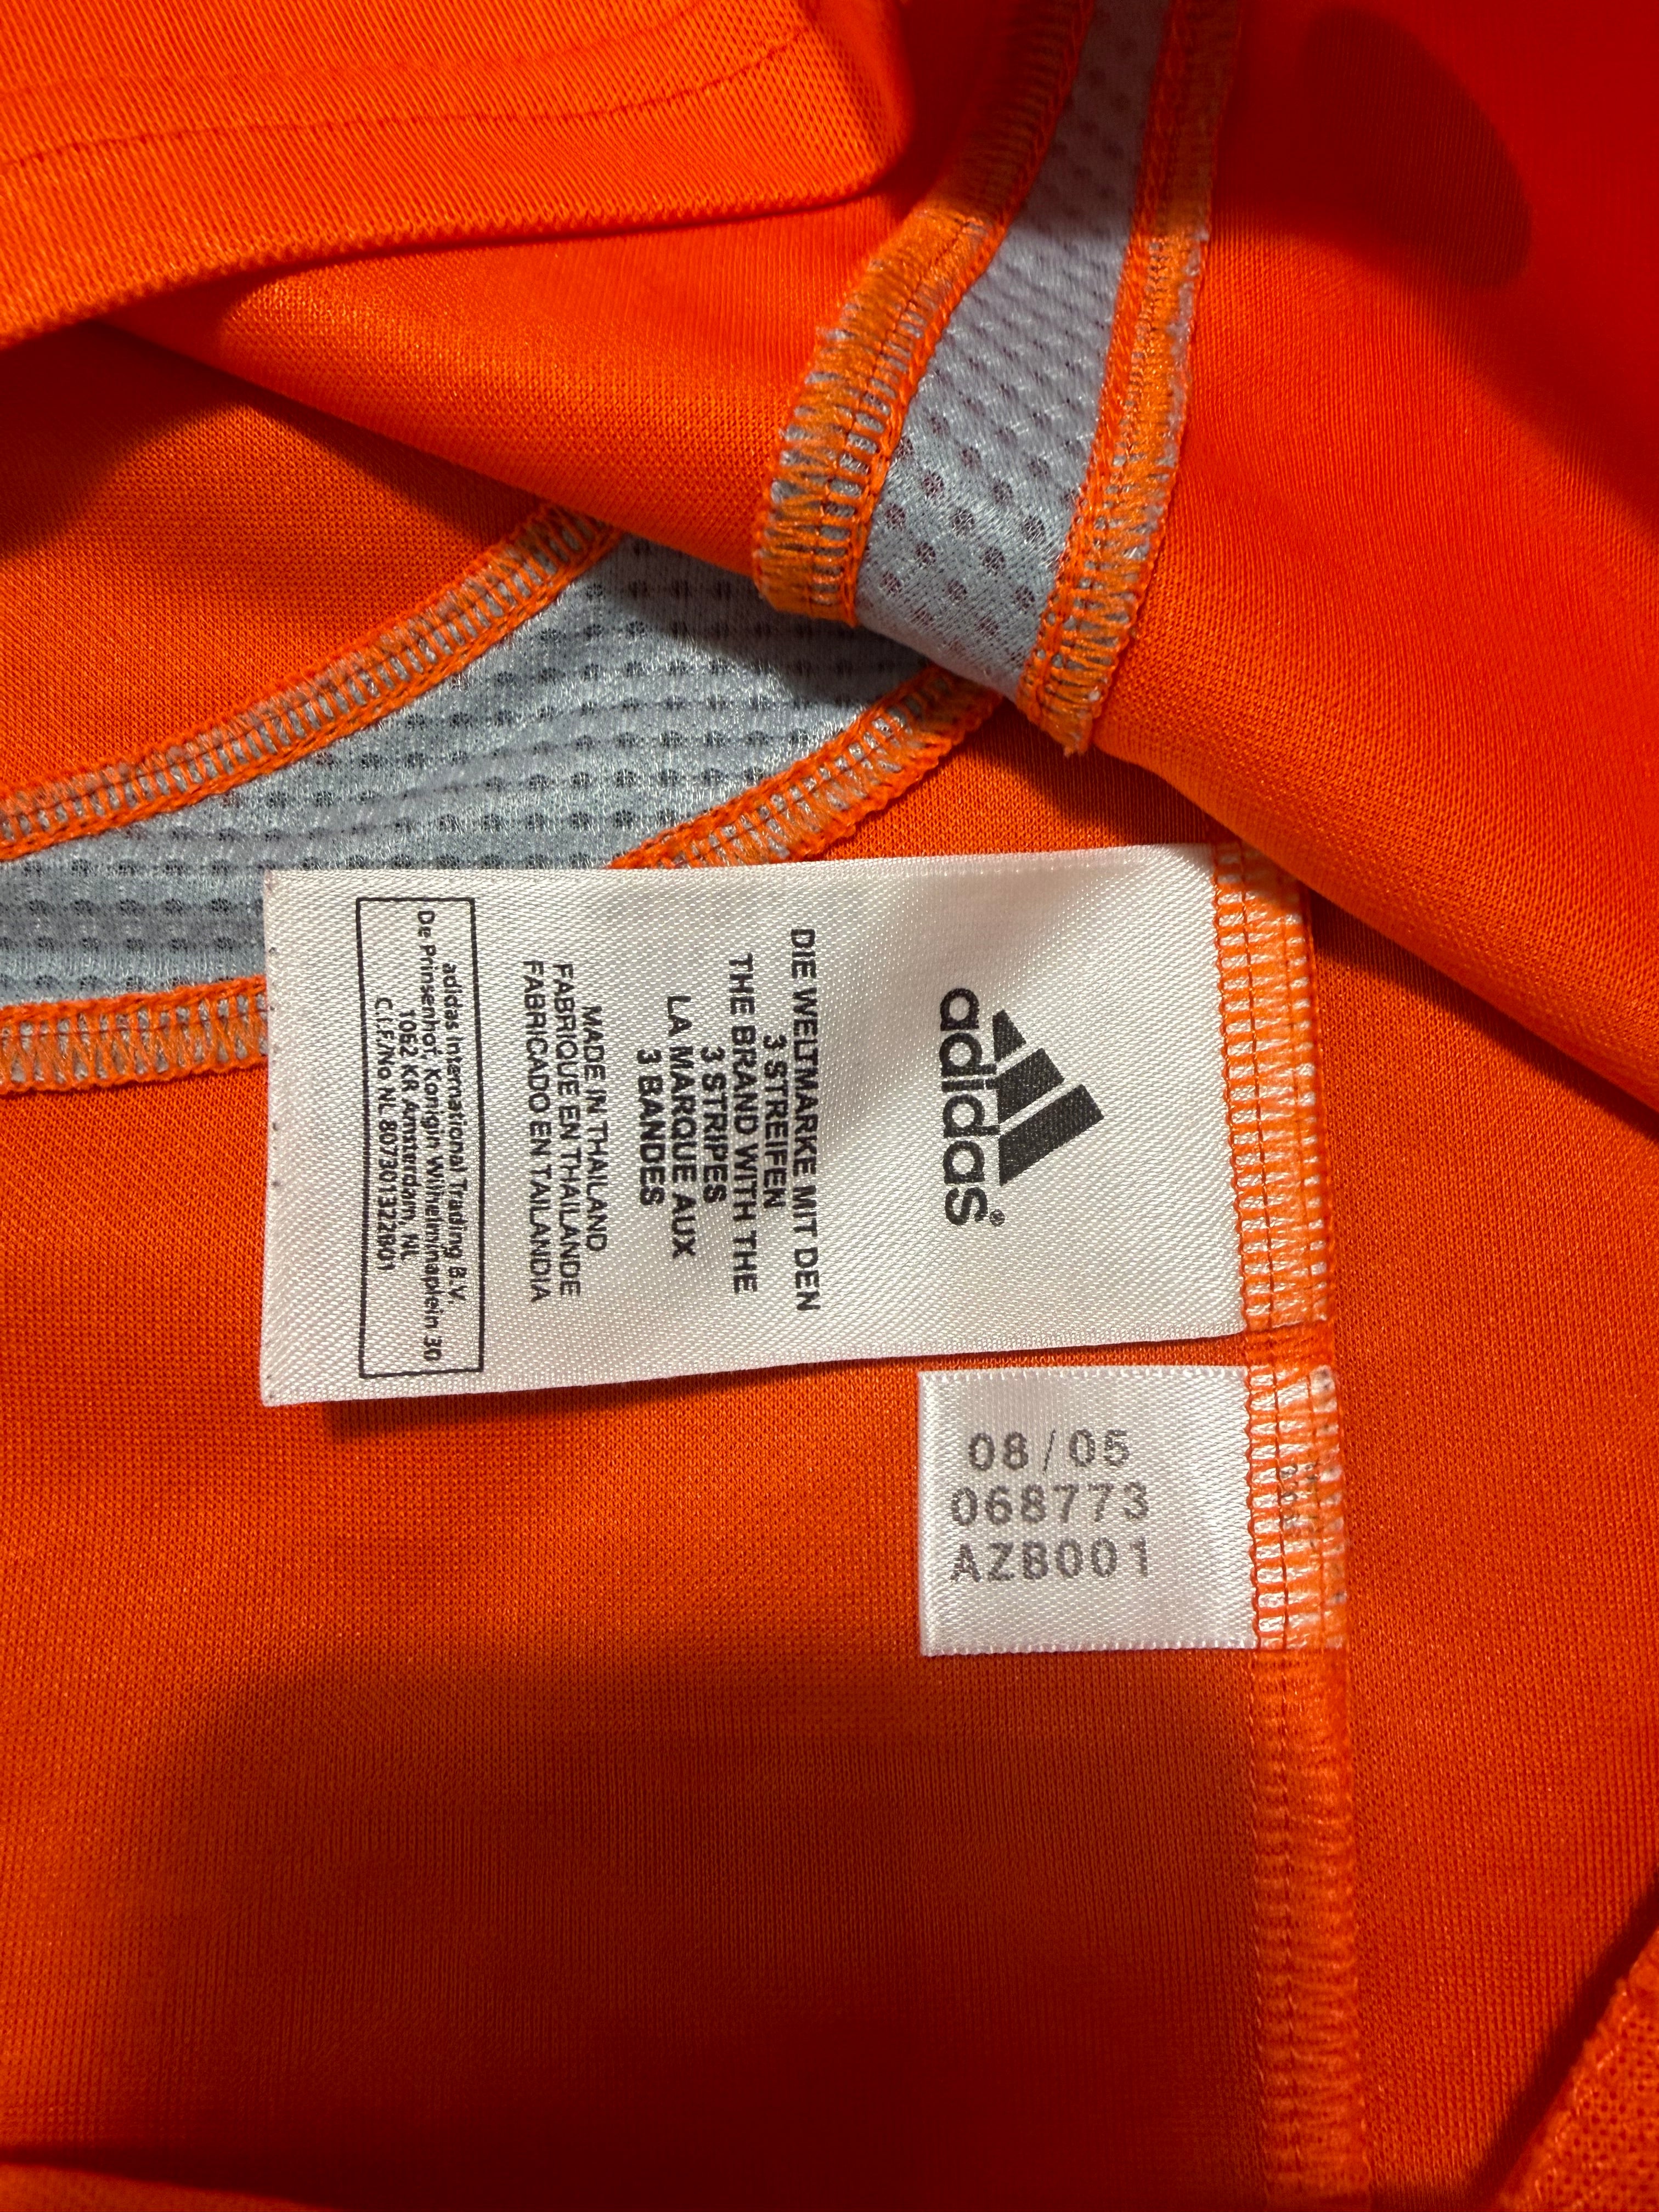 adidas®
DIE WELTMARKE MIT DEN
3 STREIFEN
THE BRAND WITH THE
3 STRIPES
LA MARQUE AUX
3 BANDES
MADE IN THAILAND
FABRIQUE EN THAILANDE
FABRICADO EN TAILANDIA
adidas International Trading B.V.
De Prinsenhof, Konigin Wilhelminaplein 30
1062 KR Amsterdam, NL
C.I.F/No NL 807301322B01
08/05
068773
AZB001